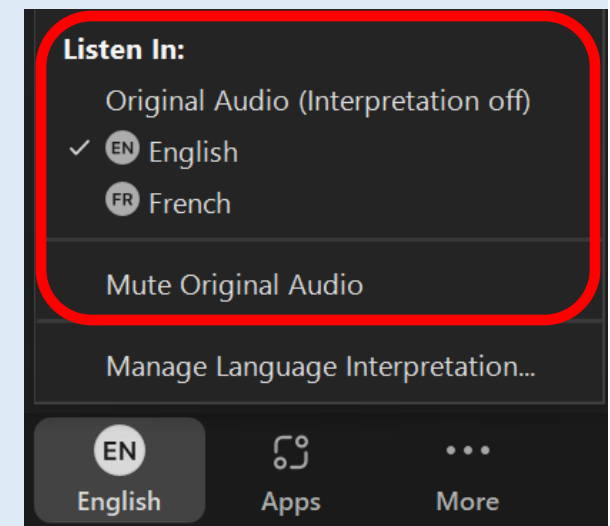 Listen In:
Original Audio (Interpretation off)
EN English
FR French
Mute Original Audio
Manage Language Interpretation...
EN
English Apps More